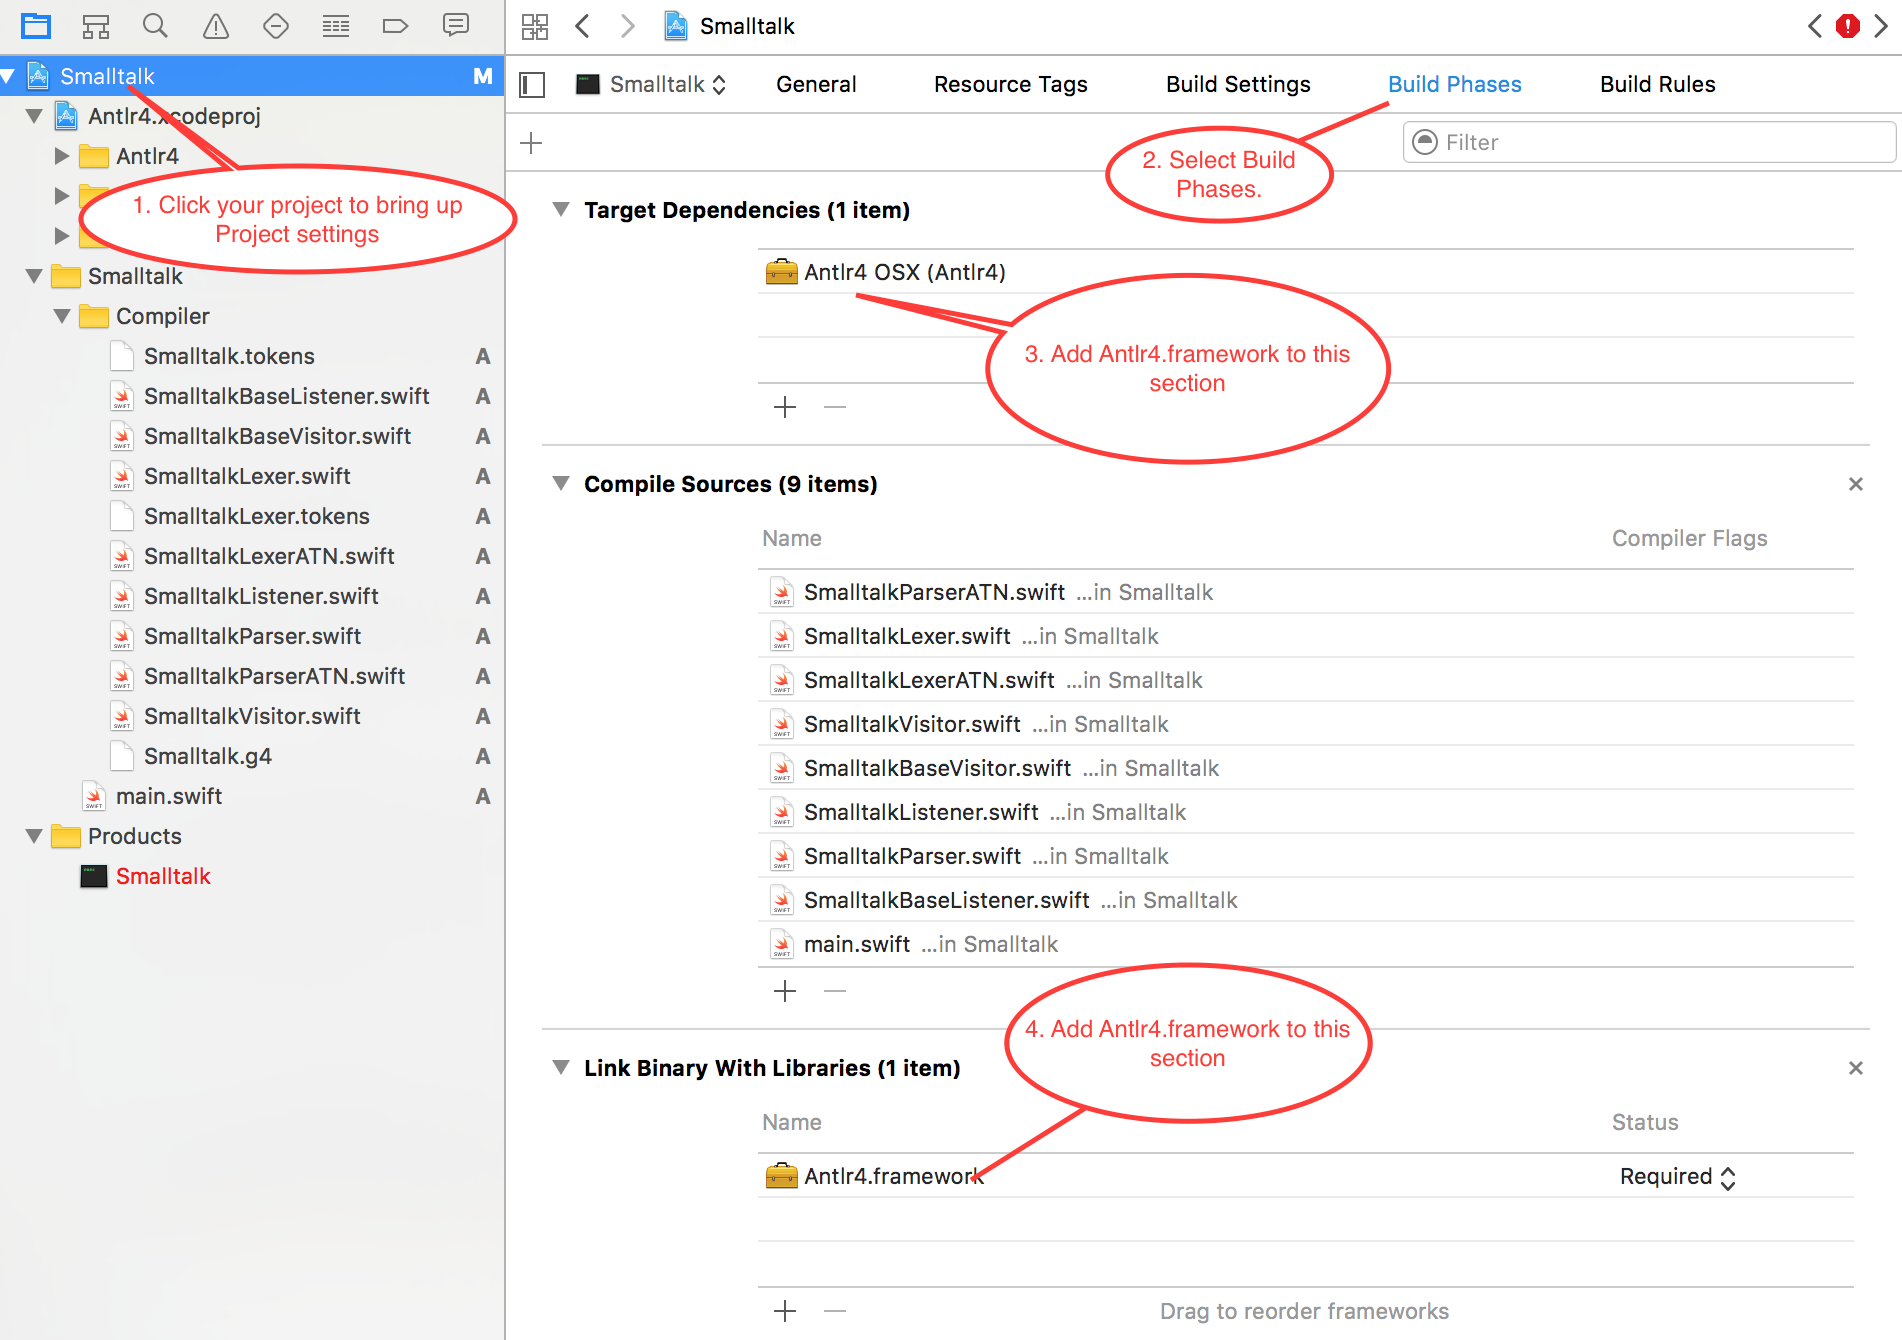 Smalltalk M
Antlr4.xcodeproj
Antlr4
1. Click your project to bring up
Project settings
Smalltalk
Compiler
Smalltalk.tokens A
SmalltalkBaseListener.swift A
SmalltalkBaseVisitor.swift A
SmalltalkLexer.swift A
SmalltalkLexer.tokens A
SmalltalkLexerATN.swift A
SmalltalkListener.swift A
SmalltalkParser.swift A
SmalltalkParserATN.swift A
SmalltalkVisitor.swift A
Smalltalk.g4 A
main.swift A
Products
Smalltalk
Smalltalk
Smalltalk General Resource Tags Build Settings Build Phases Build Rules
Filter
2. Select Build
Phases.
Target Dependencies (1 item)
Antlr4 OSX (Antlr4)
3. Add Antlr4.framework to this
section
Compile Sources (9 items)
Name Compiler Flags
SmalltalkParserATN.swift ...in Smalltalk
SmalltalkLexer.swift ...in Smalltalk
SmalltalkLexerATN.swift ...in Smalltalk
SmalltalkVisitor.swift ...in Smalltalk
SmalltalkBaseVisitor.swift ...in Smalltalk
SmalltalkListener.swift ...in Smalltalk
SmalltalkParser.swift ...in Smalltalk
SmalltalkBaseListener.swift ...in Smalltalk
main.swift ...in Smalltalk
4. Add Antlr4.framework to this
section
Link Binary With Libraries (1 item)
Name Status
Antlr4.framework Required
Drag to reorder frameworks